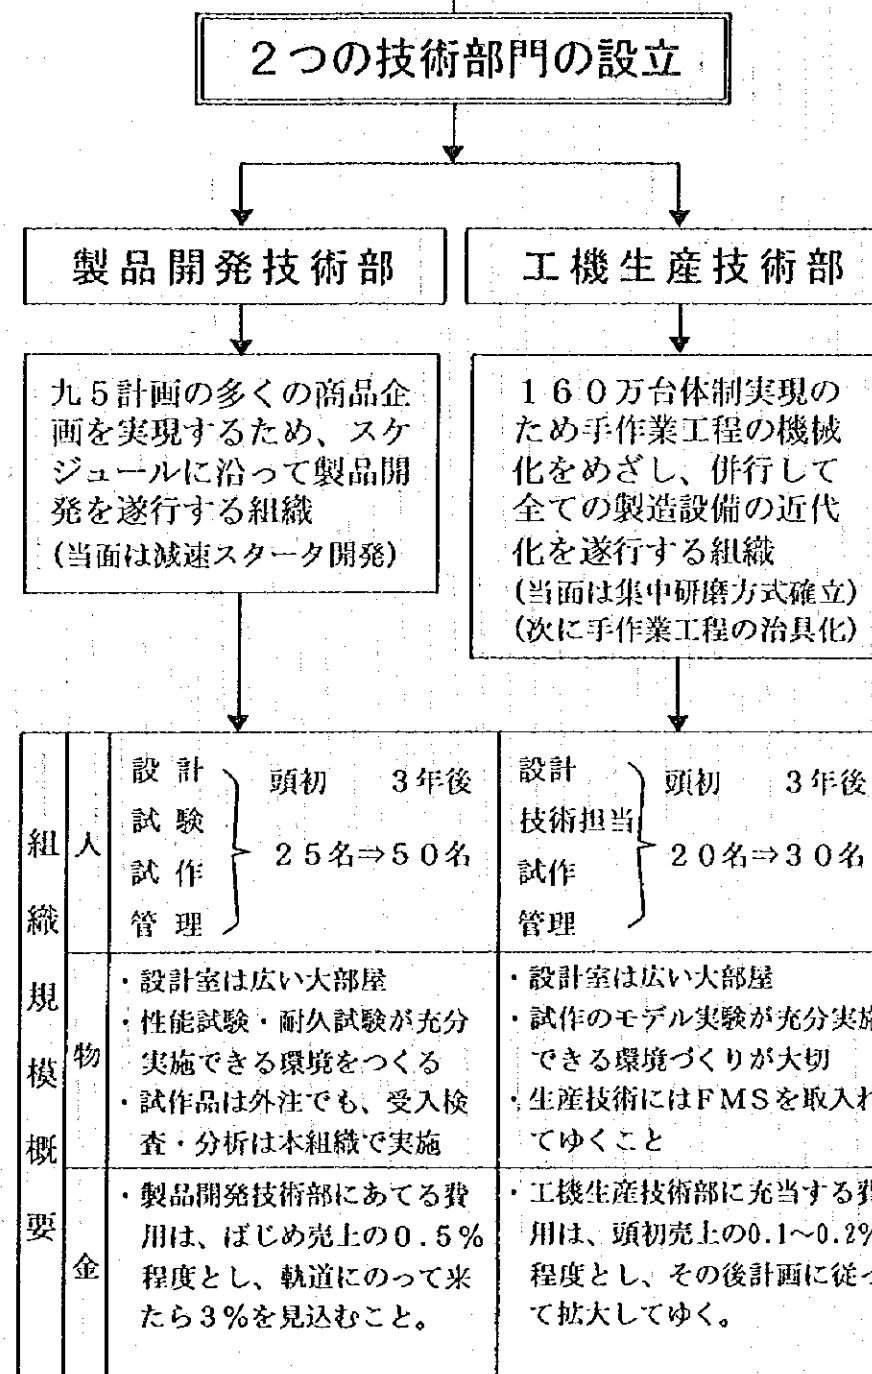 ２つの技術部門の設立
製品開発技術部
工機生産技術部
九５計画の多くの商品企
画を実現するため、スケ
ジュールに沿って製品開
発を遂行する組織
(当面は減速スタータ開発)
１６０万台体制実現の
ため手作業工程の機械
化をめざし、併行して
全ての製造設備の近代
化を遂行する組織
(当面は集中研磨方式確立)
(次に手作業工程の治具化)
組織規模概要
人
設計
試験
試作
管理
頭初　３年後
２５名⇒５０名
設計
技術担当
試作
管理
頭初　３年後
２０名⇒３０名
物
・設計室は広い大部屋
・性能試験・耐久試験が充分
実施できる環境をつくる
・試作品は外注でも、受入検
査・分析は本組織で実施
・設計室は広い大部屋
・試作のモデル実験が充分実施
できる環境づくりが大切
・生産技術にはＦＭＳを取入れ
てゆくこと
金
・製品開発技術部にあてる費
用は、ばじめ売上の０.５％
程度とし、軌道にのって来
たら３％を見込むこと。
・工機生産技術部に充当する費
用は、頭初売上の0.1～0.2%
程度とし、その後計画に従っ
て拡大してゆく。